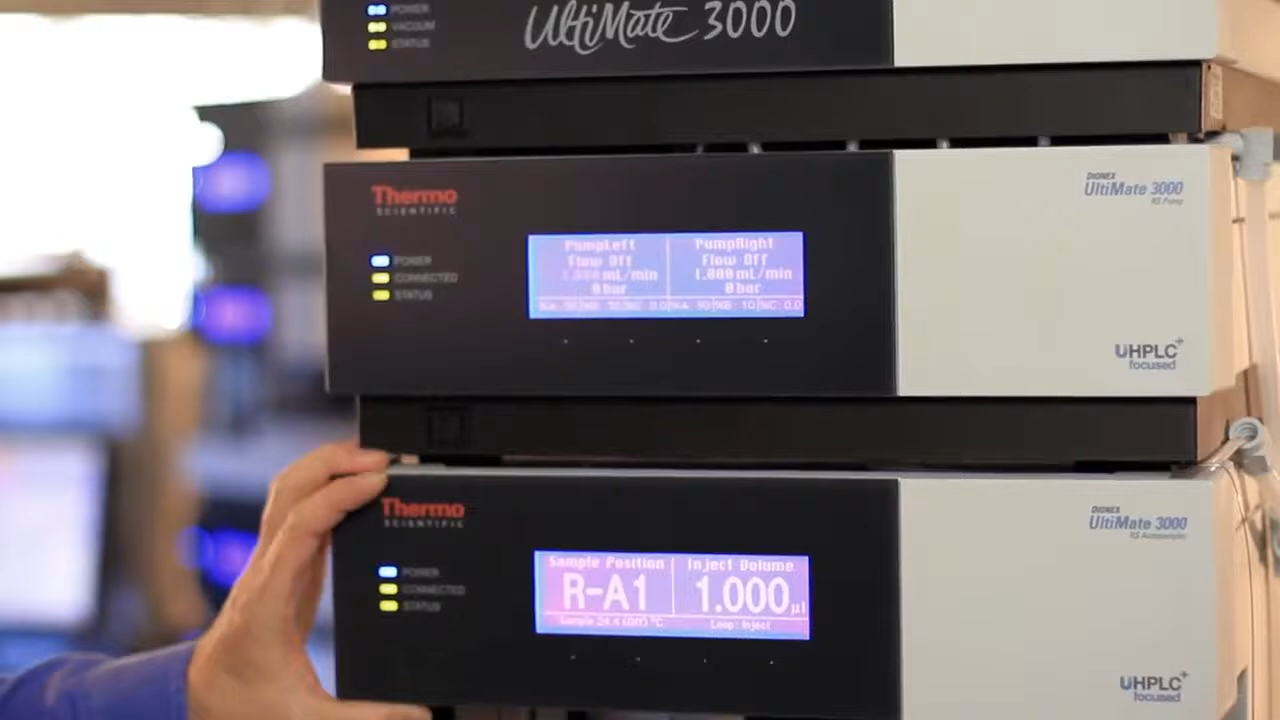 POWER
VACUUM
STATUS
UltiMate 3000
Thermo
SCIENTIFIC
POWER
CONNECTED
STATUS
PumpLeft
Flow Off
1.000 mL/min
0 bar
PumpRight
Flow Off
1.000 mL/min
0 bar
DIONEX
UltiMate 3000
RS Pump
UHPLC+
focused
Thermo
SCIENTIFIC
POWER
CONNECTED
STATUS
Sample Position
R-A1
Inject Volume
1.000 µl
Loop: Inject
DIONEX
UltiMate 3000
RS Autosampler
UHPLC+
focused